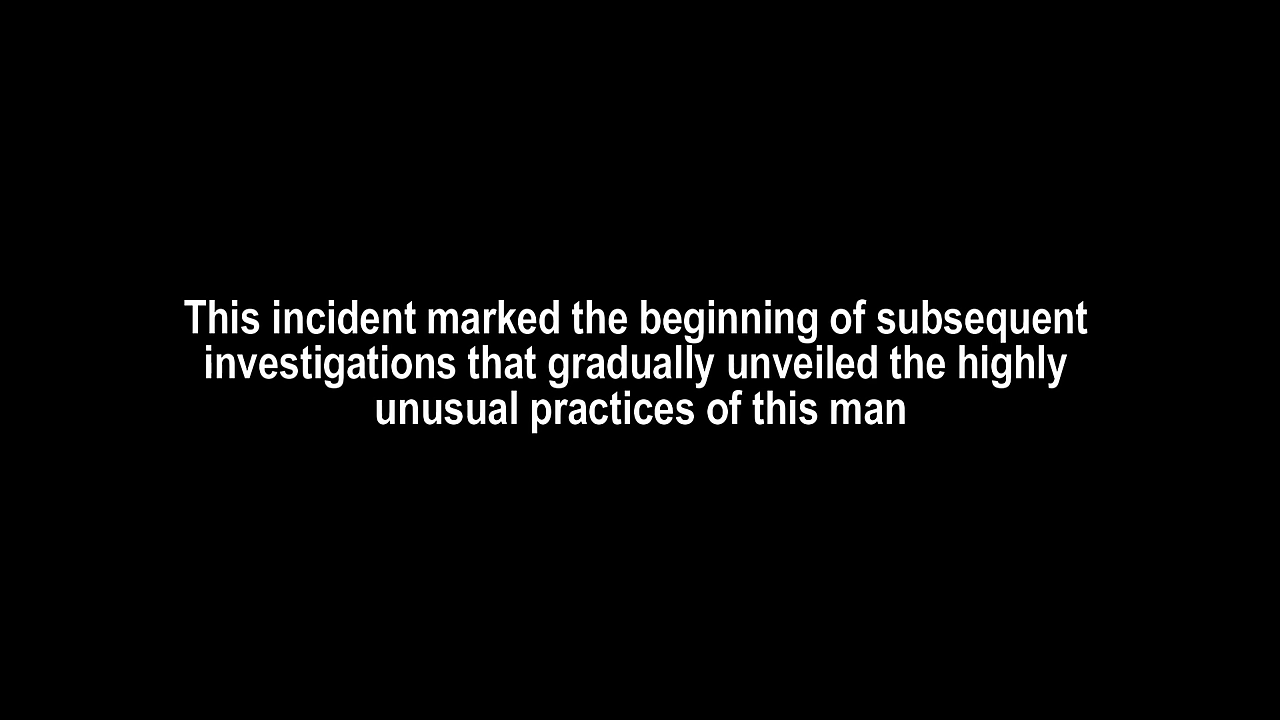 This incident marked the beginning of subsequent
investigations that gradually unveiled the highly
unusual practices of this man